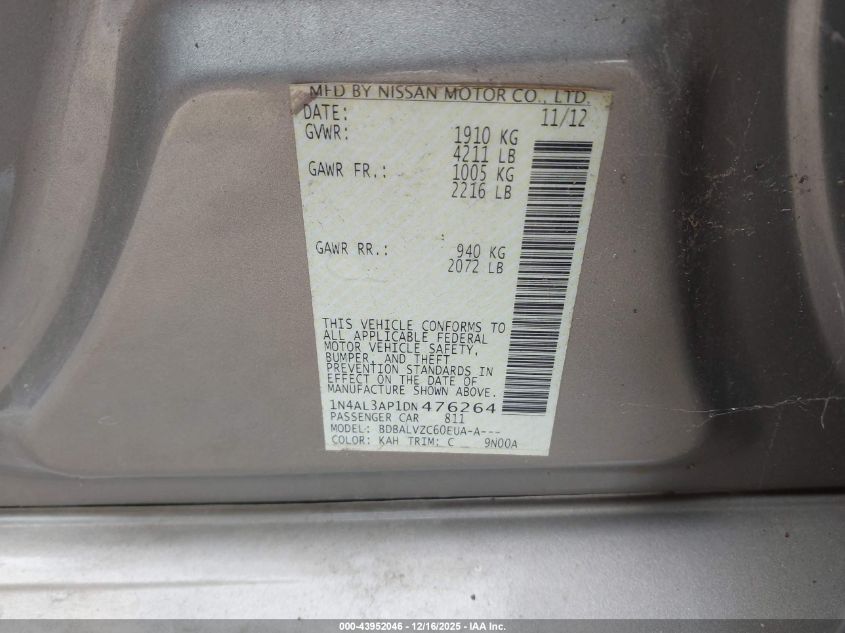 MFD BY NISSAN MOTOR CO., LTD.
DATE: 11/12
GVWR: 1910 KG
4211 LB
GAWR FR.: 1005 KG
2216 LB
GAWR RR.: 940 KG
2072 LB
THIS VEHICLE CONFORMS TO
ALL APPLICABLE FEDERAL
MOTOR VEHICLE SAFETY,
BUMPER, AND THEFT
PREVENTION STANDARDS IN
EFFECT ON THE DATE OF
MANUFACTURE SHOWN ABOVE.
1N4AL3AP1DN476264
PASSENGER CAR 811
MODEL: BDBALVZC60EUA-A---
COLOR: KAH TRIM: C 9N00A
000-43952046 - 12/16/2025 - IAA Inc.